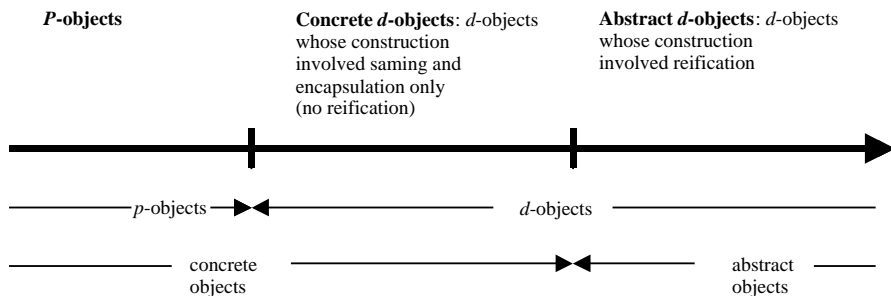 P-objects
Concrete d-objects: d-objects
whose construction
involved saming and
encapsulation only
(no reification)
Abstract d-objects: d-objects
whose construction
involved reification
p-objects
d-objects
concrete
objects
abstract
objects